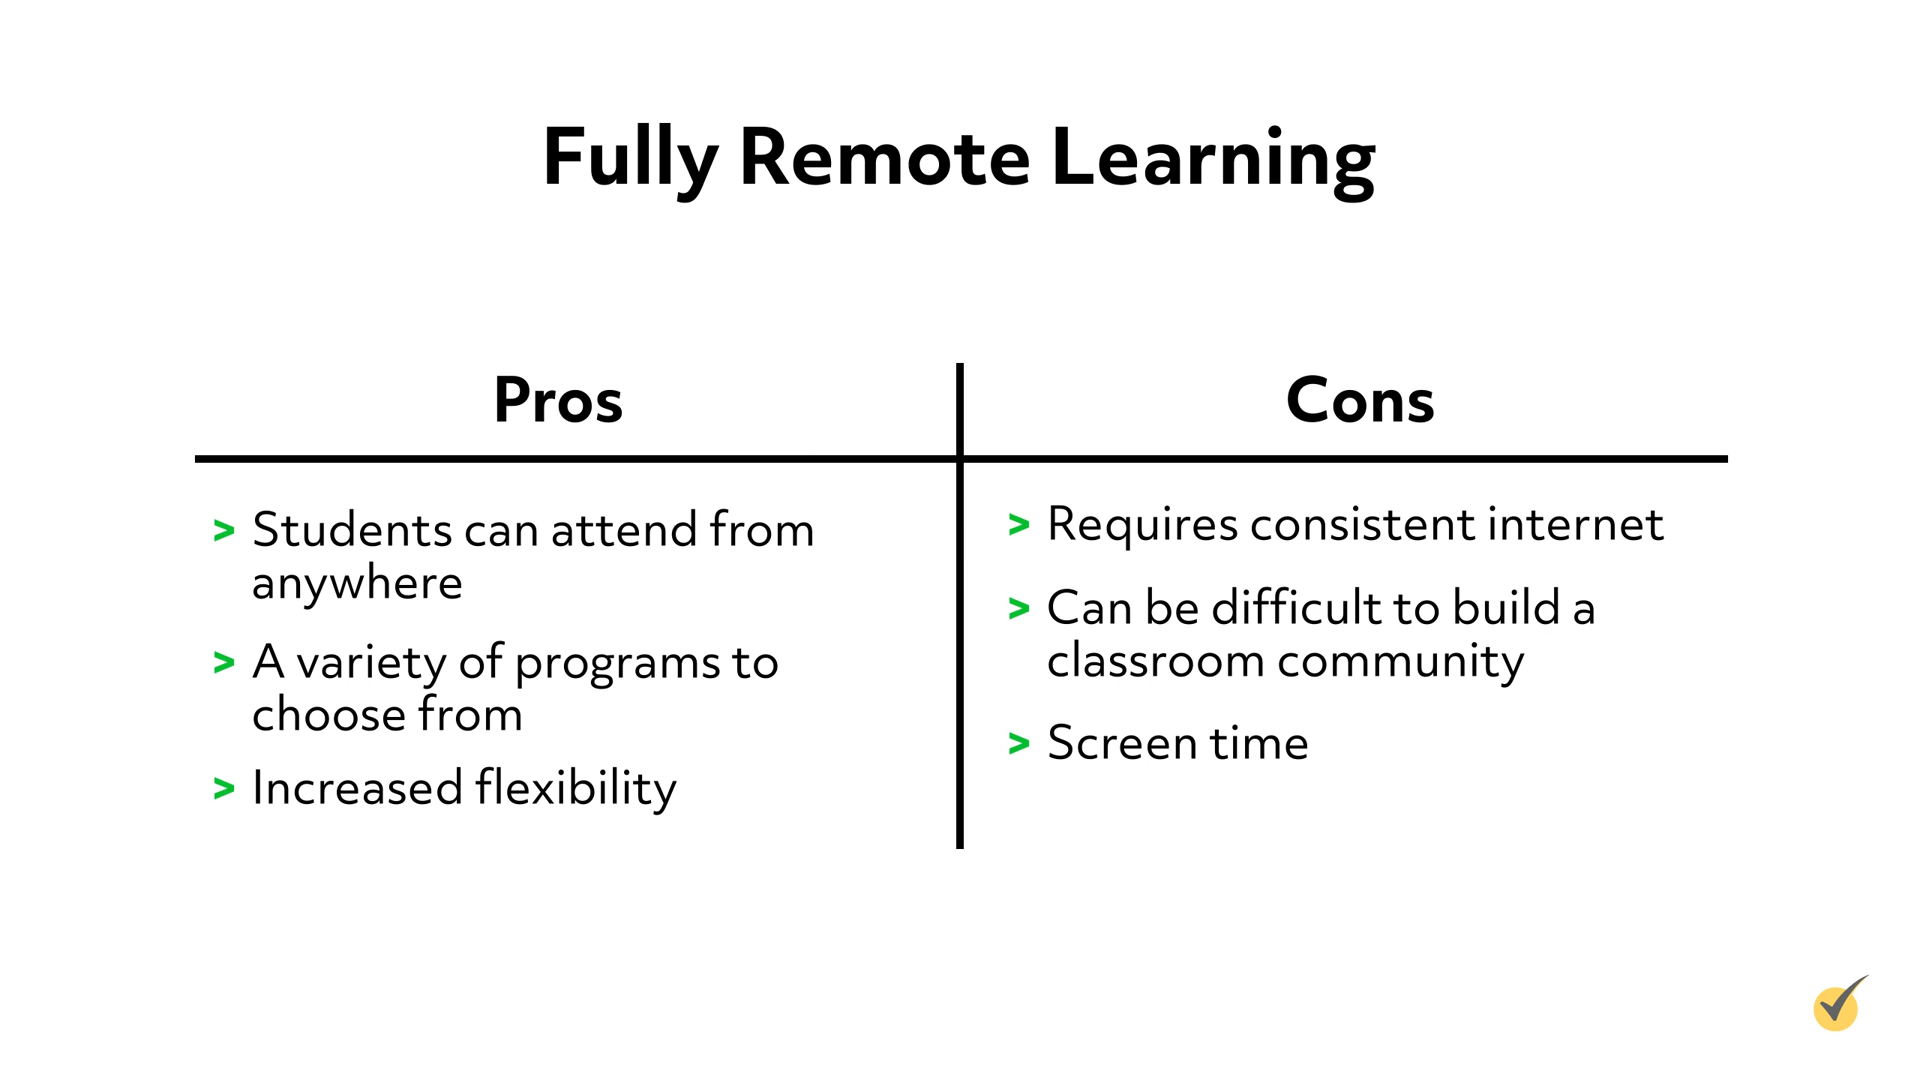 Fully Remote Learning
Pros
> Students can attend from
anywhere
> A variety of programs to
choose from
> Increased flexibility
Cons
> Requires consistent internet
> Can be difficult to build a
classroom community
> Screen time